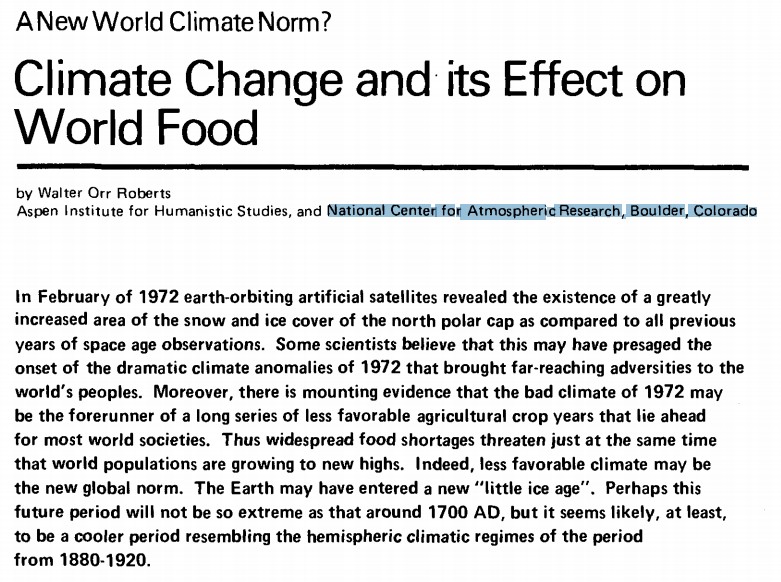 A New World Climate Norm?
Climate Change and its Effect on
World Food
by Walter Orr Roberts
Aspen Institute for Humanistic Studies, and National Center for Atmospheric Research, Boulder, Colorado
In February of 1972 earth-orbiting artificial satellites revealed the existence of a greatly
increased area of the snow and ice cover of the north polar cap as compared to all previous
years of space age observations. Some scientists believe that this may have presaged the
onset of the dramatic climate anomalies of 1972 that brought far-reaching adversities to the
world's peoples. Moreover, there is mounting evidence that the bad climate of 1972 may
be the forerunner of a long series of less favorable agricultural crop years that lie ahead
for most world societies. Thus widespread food shortages threaten just at the same time
that world populations are growing to new highs. Indeed, less favorable climate may be
the new global norm. The Earth may have entered a new "little ice age". Perhaps this
future period will not be so extreme as that around 1700 AD, but it seems likely, at least,
to be a cooler period resembling the hemispheric climatic regimes of the period
from 1880-1920.